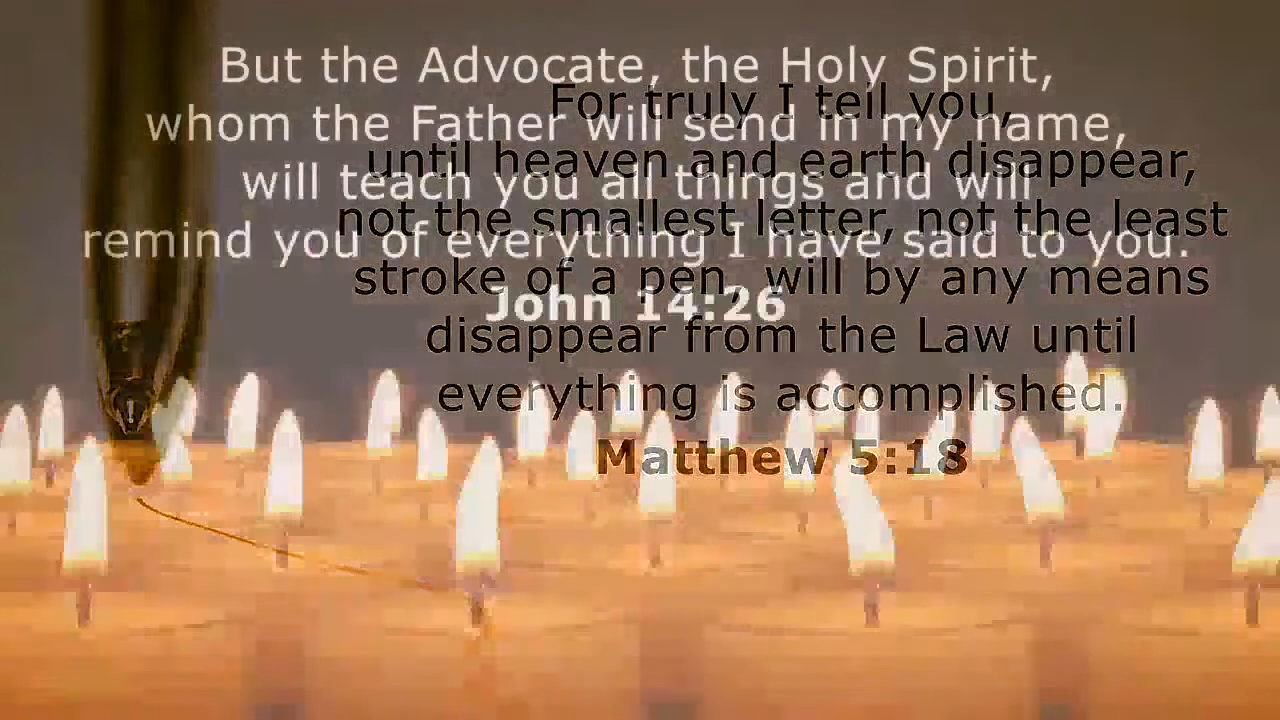 But the Advocate, the Holy Spirit,
whom the Father will send in my name,
will teach you all things and will
remind you of everything I have said to you.
John 14:26
For truly I tell you,
until heaven and earth disappear,
not the smallest letter, not the least
stroke of a pen, will by any means
disappear from the Law until
everything is accomplished.
Matthew 5:18